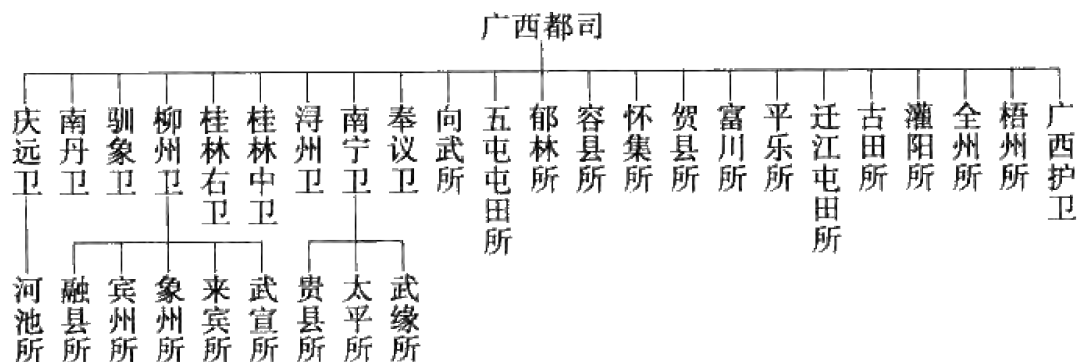 广西都司
庆远卫
南丹卫
驯象卫
柳州卫
桂林右卫
桂林中卫
浔州卫
南宁卫
奉议卫
向武所
五屯屯田所
郁林所
容县所
怀集所
贺县所
富川所
平乐所
迁江屯田所
古田所
灌阳所
全州所
梧州所
广西护卫
河池所
融县所
宾州所
象州所
来宾所
武宣所
贵县所
太平所
武缘所